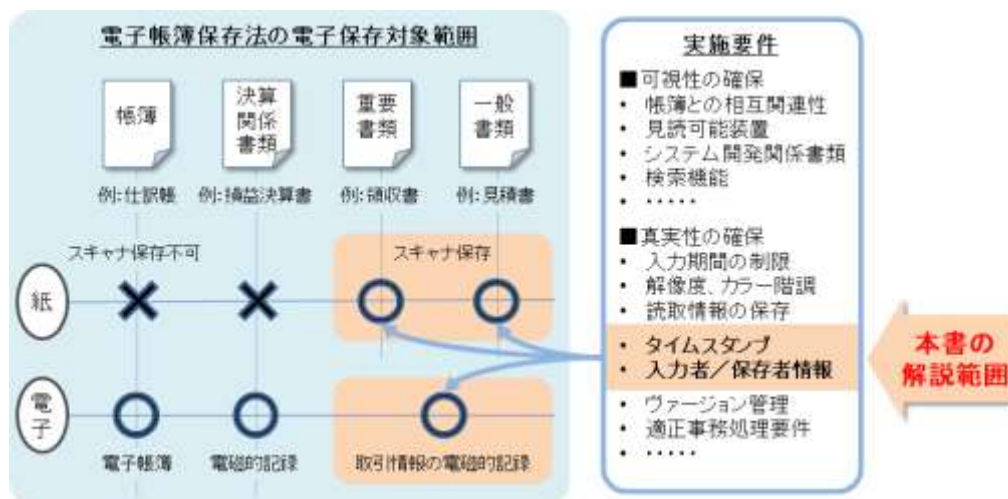 電子帳簿保存法の電子保存対象範囲
帳簿
決算
関係
書類
重要
書類
一般
書類
例:仕訳帳
例:損益決算書
例:領収書
例:見積書
スキャナ保存不可
スキャナ保存
紙
電
子
電子帳簿
電磁的記録
取引情報の電磁的記録
実施要件
■可視性の確保
・ 帳簿との相互関連性
・ 見読可能装置
・ システム開発関係書類
・ 検索機能
・ ・・・・・
■真実性の確保
・ 入力期間の制限
・ 解像度、カラー階調
・ 読取情報の保存
・ タイムスタンプ
・ 入力者／保存者情報
・ ヴァージョン管理
・ 適正事務処理要件
・ ・・・・・
本書の
解説範囲